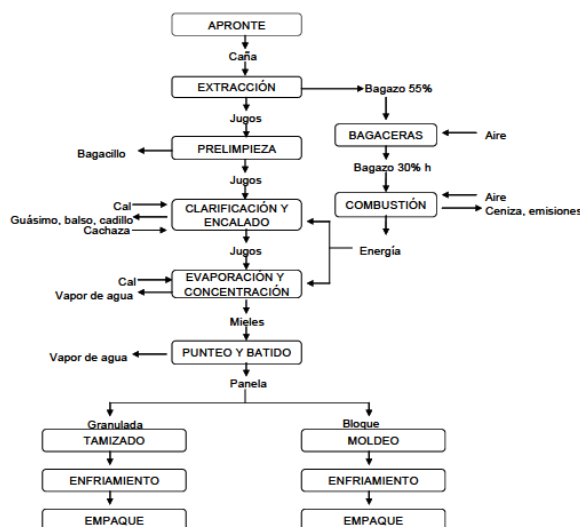 APRONTE
Caña
EXTRACCIÓN
Bagazo 55%
Jugos
BAGACERAS
Aire
Bagacillo
PRELIMPIEZA
Bagazo 30% h
Jugos
Cal
Aire
Guásimo, balso, cadillo
CLARIFICACIÓN Y
ENCALADO
COMBUSTIÓN
Ceniza, emisiones
Cachaza
Jugos
Energía
Cal
EVAPORACIÓN Y
CONCENTRACIÓN
Vapor de agua
Mieles
Vapor de agua
PUNTEO Y BATIDO
Panela
Granulada
Bloque
TAMIZADO
MOLDEO
ENFRIAMIENTO
ENFRIAMIENTO
EMPAQUE
EMPAQUE